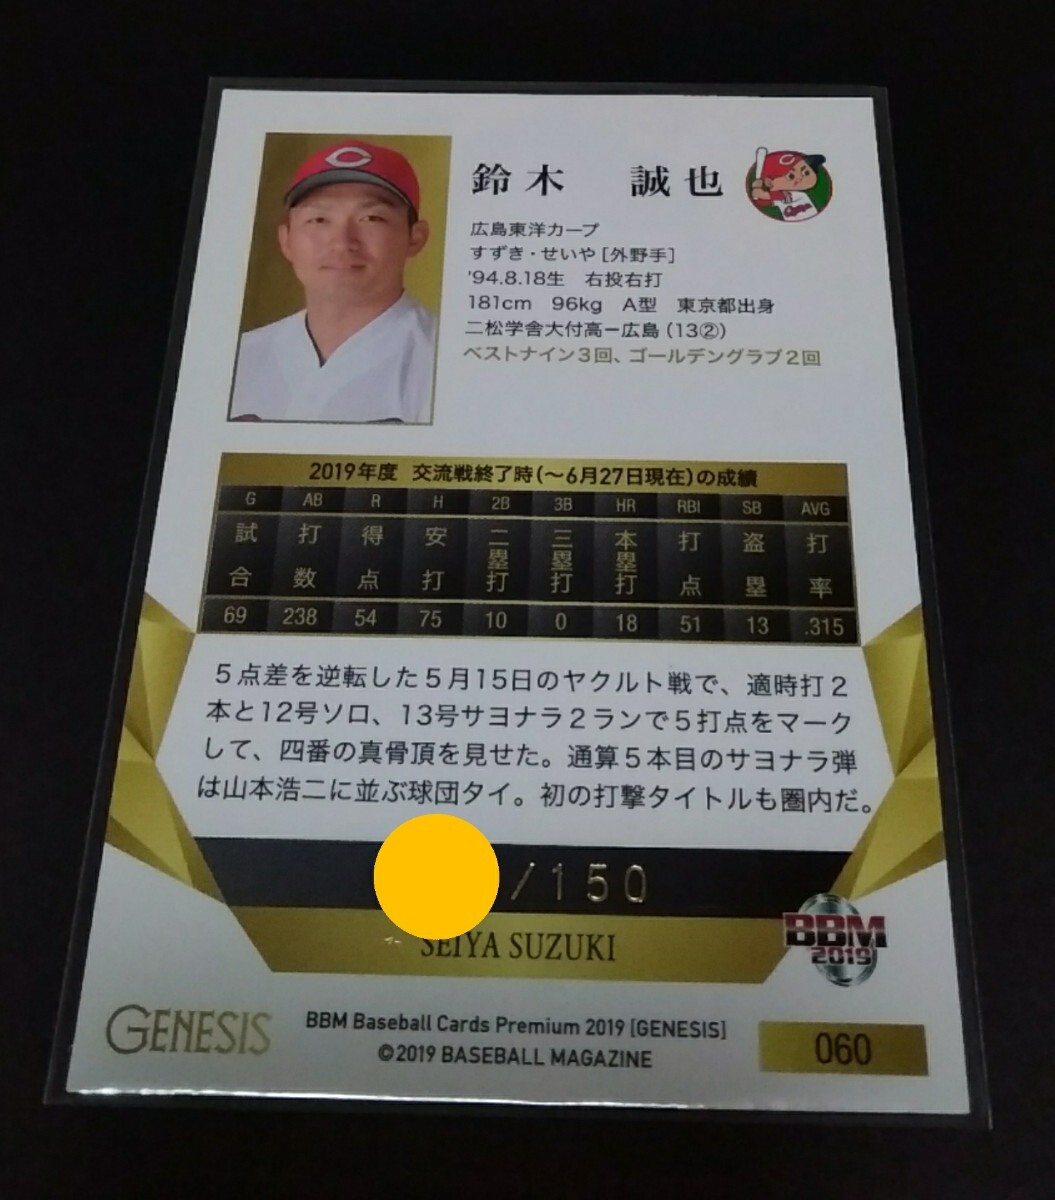 鈴木 誠也
広島東洋カープ
すずき・せいや[外野手]
'94.8.18生 右投右打
181cm 96kg A型 東京都出身
二松学舎大付高ー広島(13②)
ベストナイン3回、ゴールデングラブ2回
2019年度 交流戦終了時(〜6月27日現在)の成績
G AB R H 2B 3B HR RBI SB AVG
試合 打数 得点 安打 二塁打 三塁打 本塁打 打点 盗塁 打率
69 238 54 75 10 0 18 51 13 .315
5点差を逆転した5月15日のヤクルト戦で、適時打2
本と12号ソロ、13号サヨナラ2ランで5打点をマーク
して、四番の真骨頂を見せた。通算5本目のサヨナラ弾
は山本浩二に並ぶ球団タイ。初の打撃タイトルも圏内だ。
/150
SEIYA SUZUKI
BBM
2019
GENESIS
BBM Baseball Cards Premium 2019 [GENESIS]
©2019 BASEBALL MAGAZINE
060